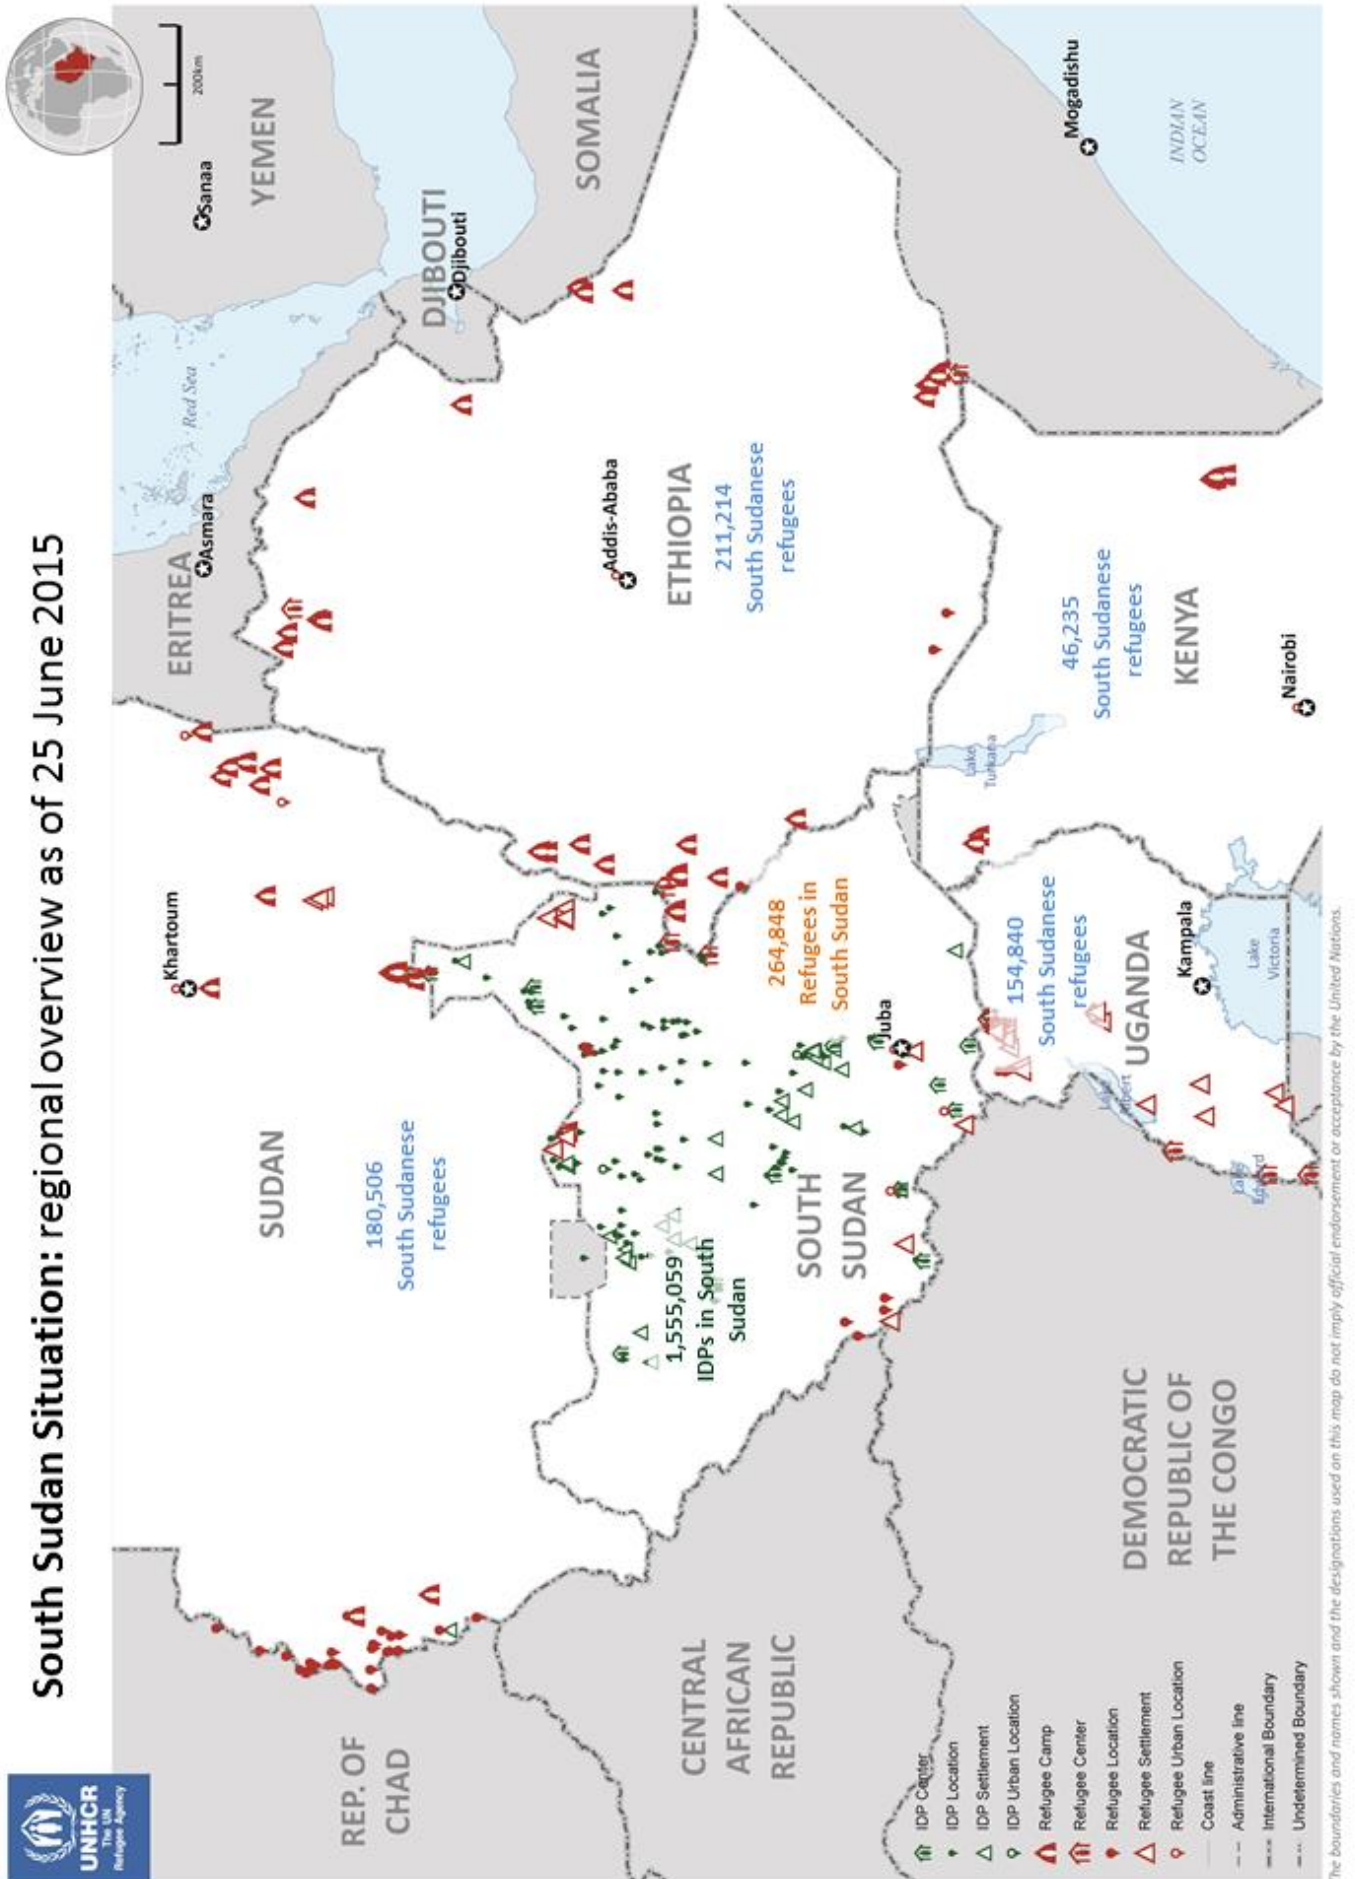 South Sudan Situation: regional overview as of 25 June 2015
UNHCR
The UN
Refugee Agency
200km
Khartoum
ERITREA
Asmara
Red Sea
Sanaa
YEMEN
SUDAN
180,506
South Sudanese
refugees
REP. OF
CHAD
DJIBOUTI
Djibouti
SOMALIA
Addis-Ababa
ETHIOPIA
211,214
South Sudanese
refugees
1,555,059
IDPs in South
Sudan
264,848
Refugees in
South Sudan
SOUTH
SUDAN
Juba
CENTRAL
AFRICAN
REPUBLIC
Lake
Turkana
46,235
South Sudanese
refugees
KENYA
Nairobi
Mogadishu
INDIAN
OCEAN
154,840
South Sudanese
refugees
UGANDA
Kampala
Lake
Albert
Lake
Victoria
Lake
Edward
DEMOCRATIC
REPUBLIC OF
THE CONGO
IDP Center
IDP Location
IDP Settlement
IDP Urban Location
Refugee Camp
Refugee Center
Refugee Location
Refugee Settlement
Refugee Urban Location
Coast line
Administrative line
International Boundary
Undetermined Boundary
The boundaries and names shown and the designations used on this map do not imply official endorsement or acceptance by the United Nations.